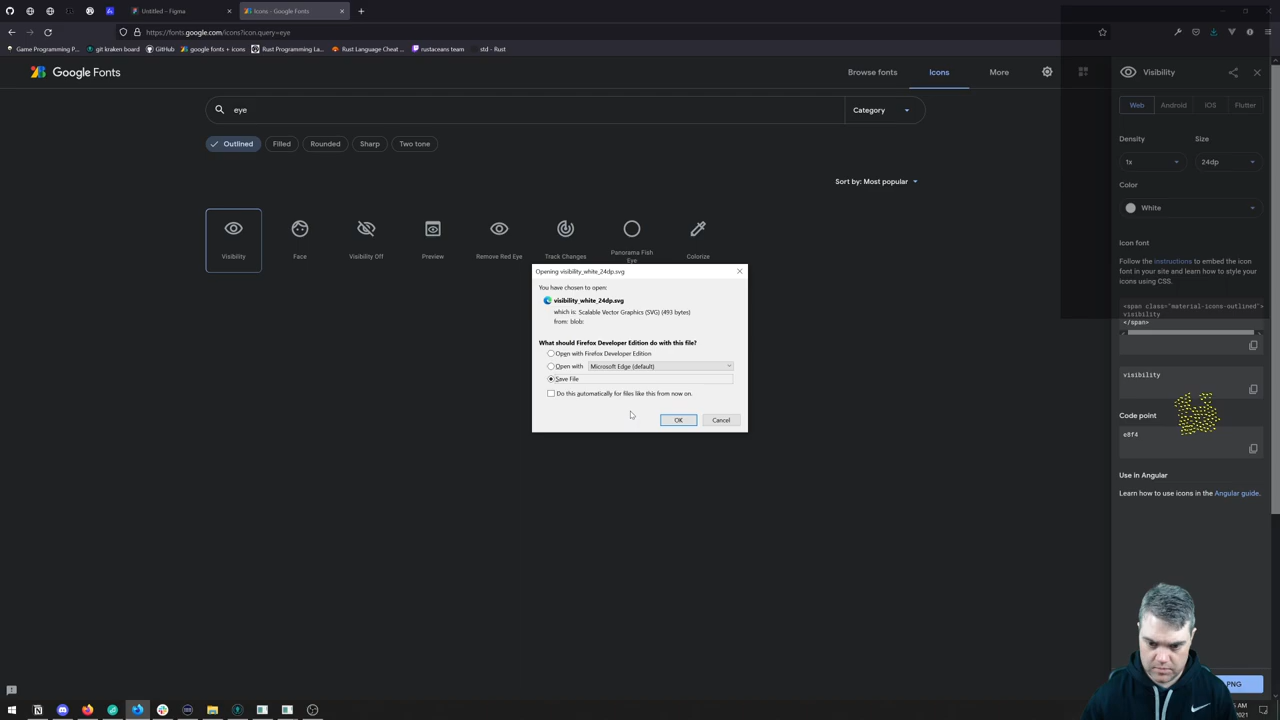 Untitled – Figma
Icons - Google Fonts
https://fonts.google.com/icons?icon.query=eye
Game Programming P...
git kraken board
GitHub
google fonts + icons
Rust Programming La...
Rust Language Cheat ...
rustaceans team
std - Rust
Google Fonts
Browse fonts
Icons
More
Visibility
eye
Category
Web
Android
iOS
Flutter
Outlined
Filled
Rounded
Sharp
Two tone
Density
Size
1x
24dp
Sort by: Most popular
Color
White
Visibility
Face
Visibility Off
Preview
Remove Red Eye
Track Changes
Panorama Fish
Eye
Colorize
Icon font
Follow the instructions to embed the icon
font in your site and learn how to style your
icons using CSS.
<span class="material-icons-outlined">
visibility
</span>
Opening visibility_white_24dp.svg
You have chosen to open:
visibility_white_24dp.svg
which is: Scalable Vector Graphics (SVG) (493 bytes)
from: blob:
What should Firefox Developer Edition do with this file?
Open with Firefox Developer Edition
Open with
Microsoft Edge (default)
Save File
Do this automatically for files like this from now on.
OK
Cancel
visibility
Code point
e8f4
Use in Angular
Learn how to use icons in the Angular guide.
PNG